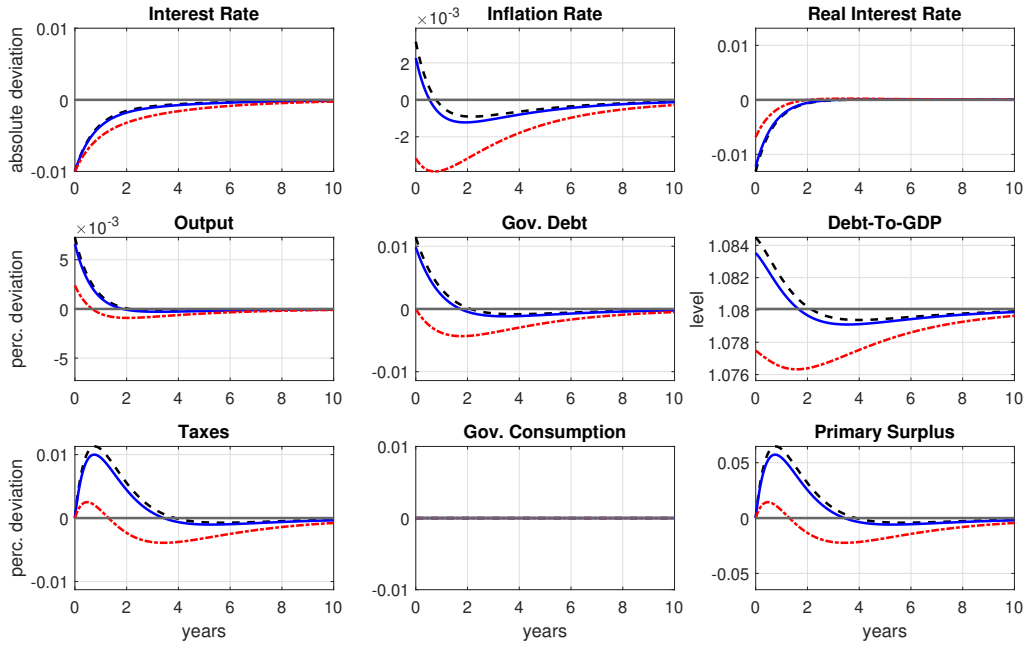 Interest Rate
absolute deviation
0.01
0
-0.01
0 2 4 6 8 10
Inflation Rate
×10⁻³
2
0
-2
0 2 4 6 8 10
Real Interest Rate
0.01
0
-0.01
0 2 4 6 8 10
Output
×10⁻³
perc. deviation
5
0
-5
0 2 4 6 8 10
Gov. Debt
0.01
0
-0.01
0 2 4 6 8 10
Debt-To-GDP
level
1.084
1.082
1.08
1.078
1.076
0 2 4 6 8 10
Taxes
perc. deviation
0.01
0
-0.01
0 2 4 6 8 10
years
Gov. Consumption
0.01
0
-0.01
0 2 4 6 8 10
years
Primary Surplus
0.05
0
-0.05
0 2 4 6 8 10
years